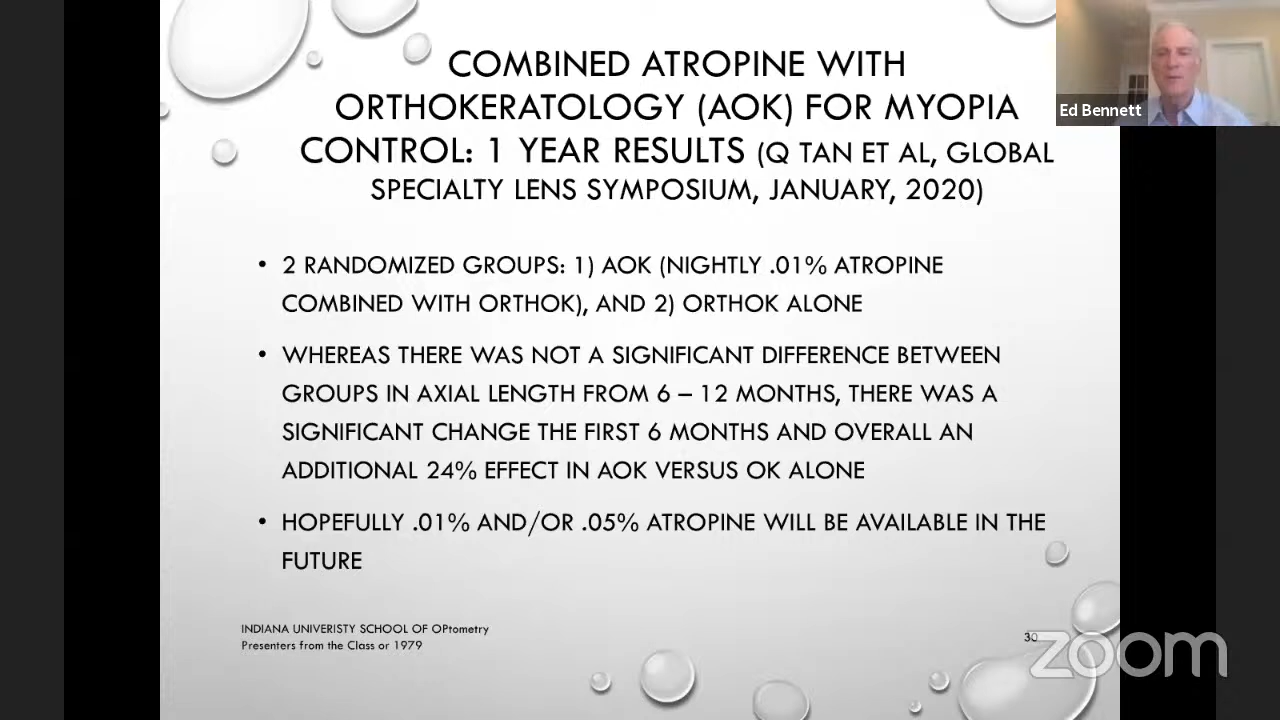 COMBINED ATROPINE WITH
ORTHOKERATOLOGY (AOK) FOR MYOPIA
CONTROL: 1 YEAR RESULTS (Q TAN ET AL, GLOBAL
SPECIALTY LENS SYMPOSIUM, JANUARY, 2020)
Ed Bennett
• 2 RANDOMIZED GROUPS: 1) AOK (NIGHTLY .01% ATROPINE
COMBINED WITH ORTHOK), AND 2) ORTHOK ALONE
• WHEREAS THERE WAS NOT A SIGNIFICANT DIFFERENCE BETWEEN
GROUPS IN AXIAL LENGTH FROM 6 – 12 MONTHS, THERE WAS A
SIGNIFICANT CHANGE THE FIRST 6 MONTHS AND OVERALL AN
ADDITIONAL 24% EFFECT IN AOK VERSUS OK ALONE
• HOPEFULLY .01% AND/OR .05% ATROPINE WILL BE AVAILABLE IN THE
FUTURE
INDIANA UNIVERISTY SCHOOL OF OPtometry
Presenters from the Class or 1979
30
zoom